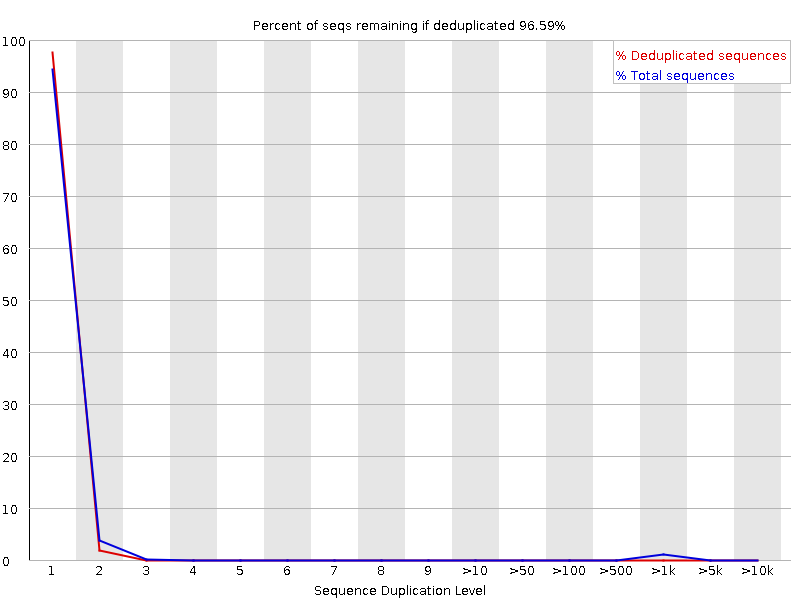 Percent of seqs remaining if deduplicated 96.59%
% Deduplicated sequences
% Total sequences
100
90
80
70
60
50
40
30
20
10
0
1 2 3 4 5 6 7 8 9 >10 >50 >100 >500 >1k >5k >10k
Sequence Duplication Level